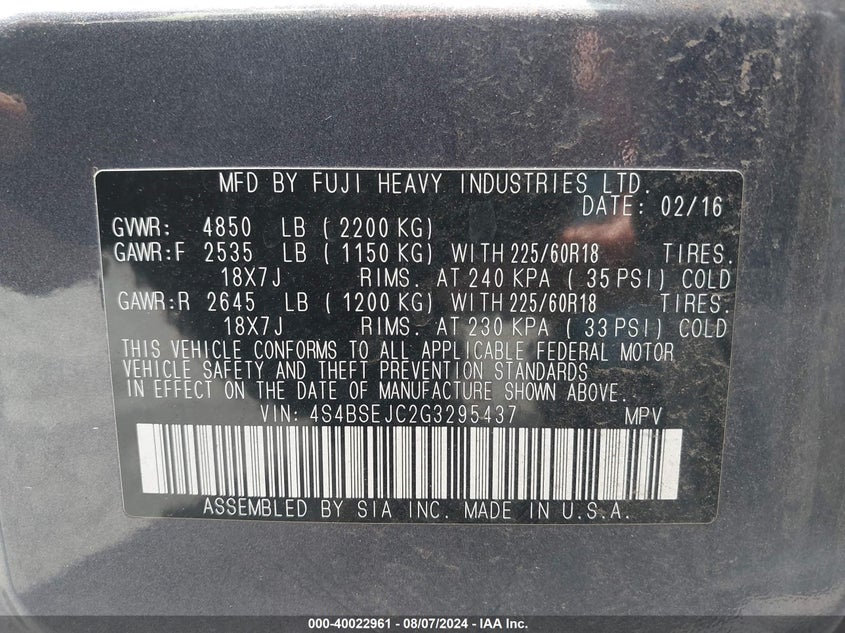 MFD BY FUJI HEAVY INDUSTRIES LTD.
DATE: 02/16
GVWR: 4850 LB ( 2200 KG)
GAWR:F 2535 LB ( 1150 KG) WITH 225/60R18 TIRES.
18X7J RIMS. AT 240 KPA ( 35 PSI) COLD
GAWR:R 2645 LB ( 1200 KG) WITH 225/60R18 TIRES.
18X7J RIMS. AT 230 KPA ( 33 PSI) COLD
THIS VEHICLE CONFORMS TO ALL APPLICABLE FEDERAL MOTOR
VEHICLE SAFETY AND THEFT PREVENTION STANDARDS
IN EFFECT ON THE DATE OF MANUFACTURE SHOWN ABOVE.
VIN: 4S4BSEJC2G3295437 MPV
ASSEMBLED BY SIA INC. MADE IN U.S.A.
000-40022961 - 08/07/2024 - IAA Inc.